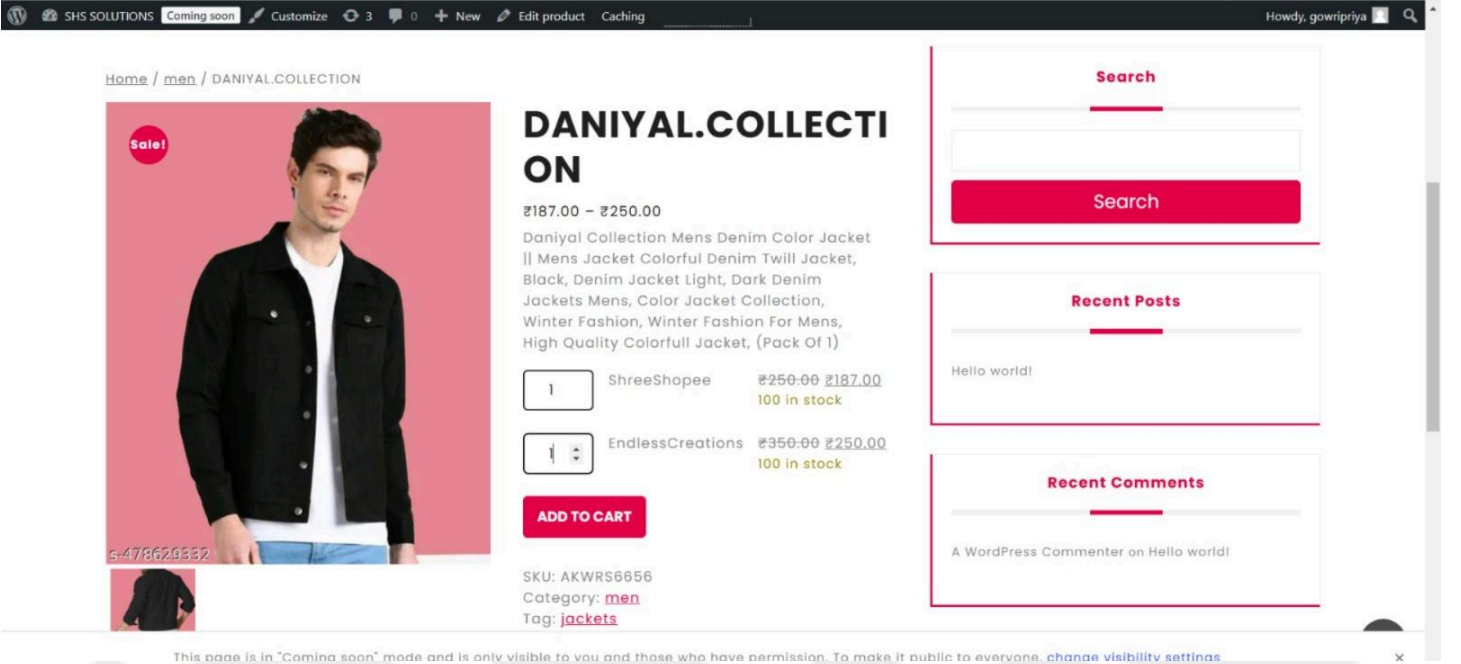 SHS SOLUTIONS Coming soon Customize 3 0 New Edit product Caching Howdy, gowripriya
Home / men / DANIYAL.COLLECTION
Sale!
s-478629332
DANIYAL.COLLECTI
ON
₹187.00 – ₹250.00
Daniyal Collection Mens Denim Color Jacket
|| Mens Jacket Colorful Denim Twill Jacket,
Black, Denim Jacket Light, Dark Denim
Jackets Mens, Color Jacket Collection,
Winter Fashion, Winter Fashion For Mens,
High Quality Colorfull Jacket, (Pack Of 1)
1 ShreeShopee ₹250.00 ₹187.00
100 in stock
1 EndlessCreations ₹350.00 ₹250.00
100 in stock
ADD TO CART
SKU: AKWRS6656
Category: men
Tag: jackets
Search
Search
Recent Posts
Hello world!
Recent Comments
A WordPress Commenter on Hello world!
This page is in "Coming soon" mode and is only visible to you and those who have permission. To make it public to everyone, change visibility settings